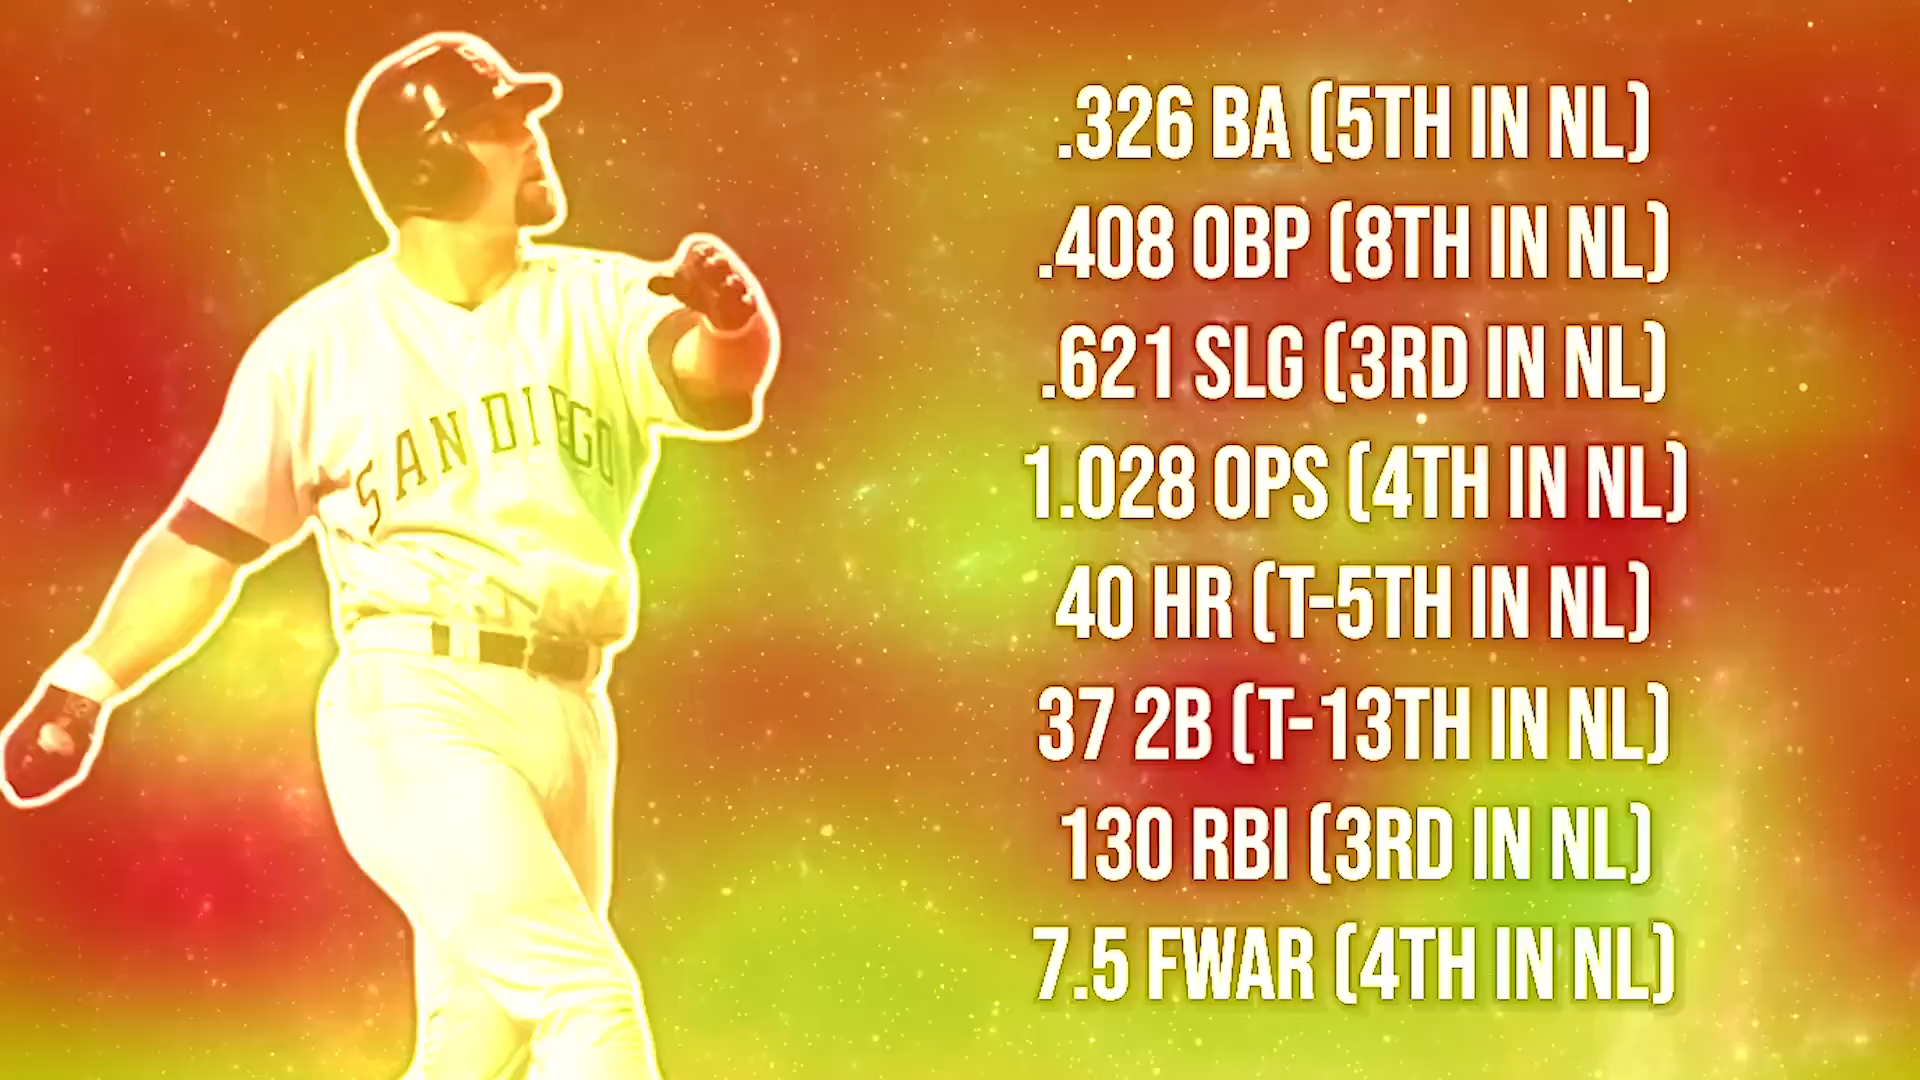 SAN DIEGO
.326 BA (5TH IN NL)
.408 OBP (8TH IN NL)
.621 SLG (3RD IN NL)
1.028 OPS (4TH IN NL)
40 HR (T-5TH IN NL)
37 2B (T-13TH IN NL)
130 RBI (3RD IN NL)
7.5 FWAR (4TH IN NL)